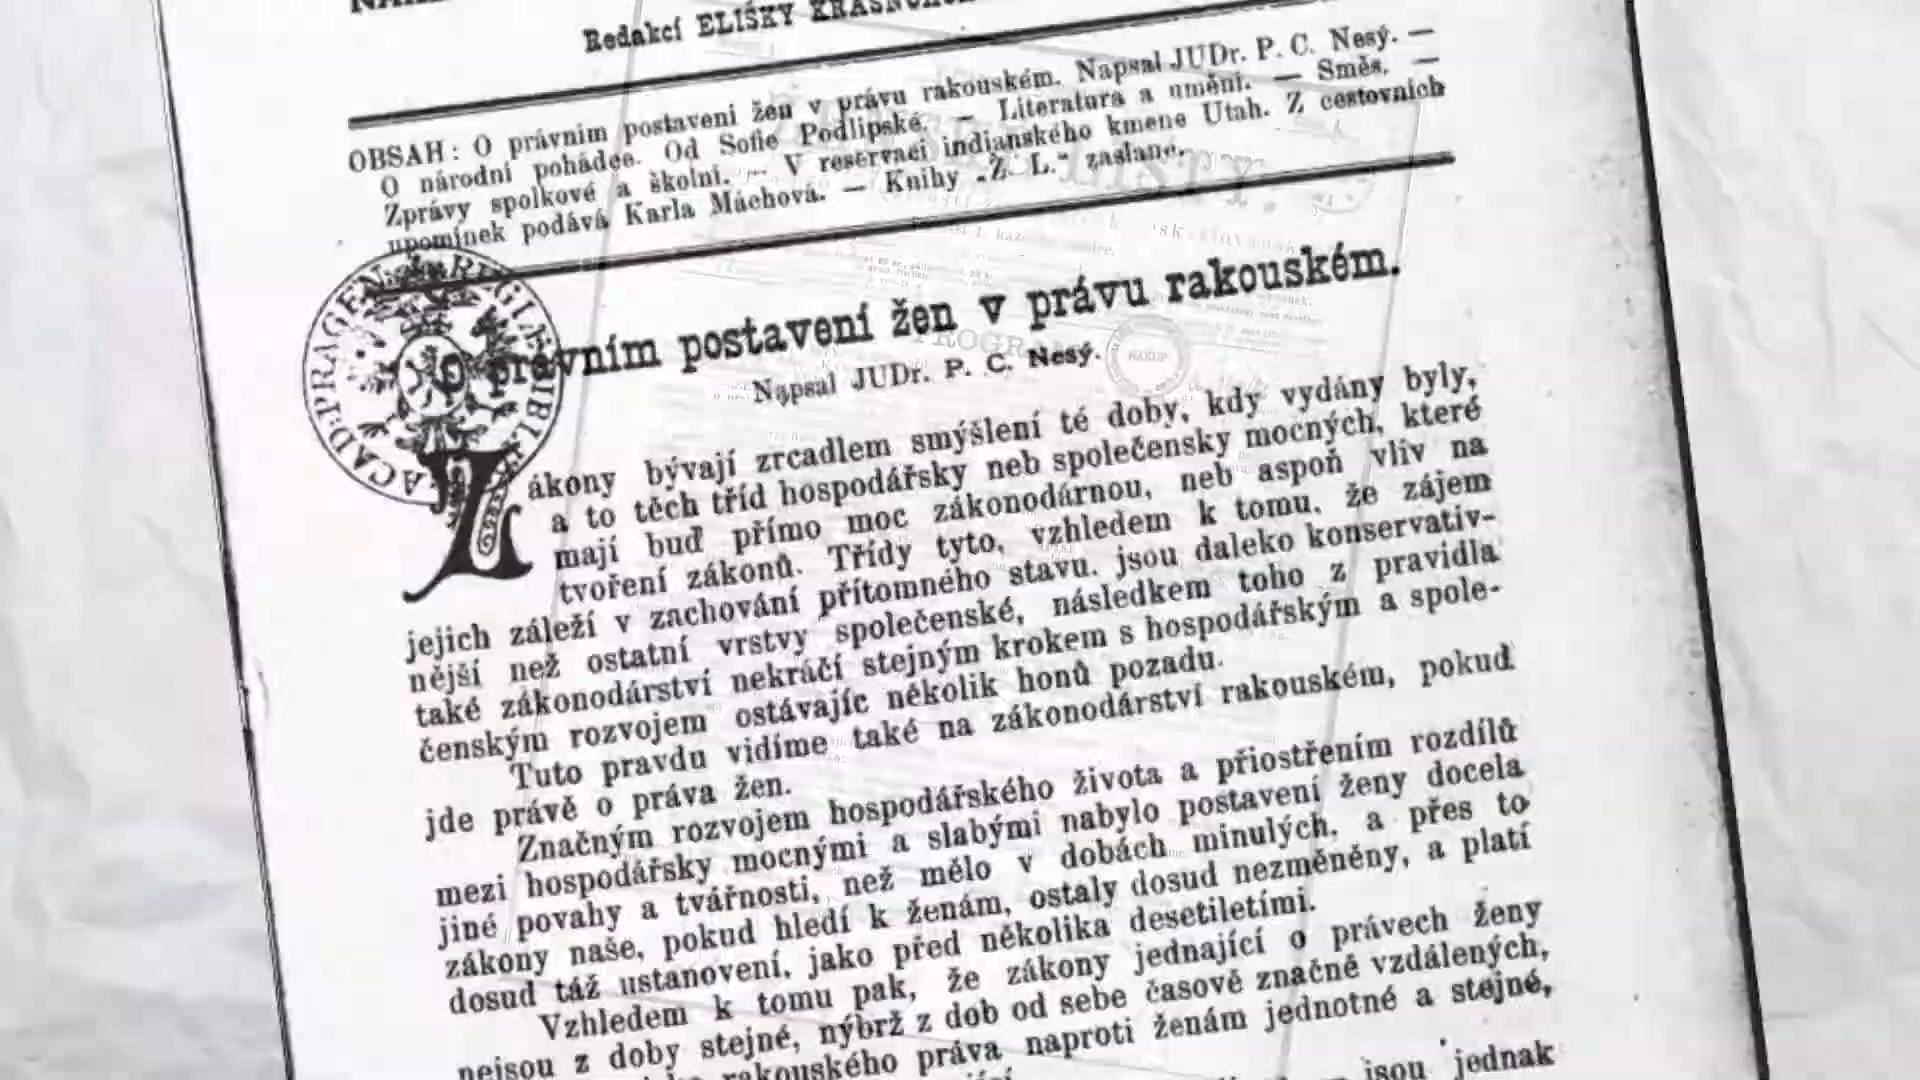 Redakcí ELIŠKY
OBSAH: O právním postavení žen v právu rakouském. Napsal JUDr. P. C. Nesý. —
O národní pohádce. Od Sofie Podlipské. — Literatura a umění. — Směs. —
Zprávy spolkové a školní. — V reservaci indianského kmene Utah. Z cestovních
upomínek podává Karla Máchová. — Knihy „Ž L.“ zaslané.
O právním postavení žen v právu rakouském.
Napsal JUDr. P. C. Nesý.
Zákony bývají zrcadlem smýšlení té doby, kdy vydány byly,
a to těch tříd hospodářsky neb společensky mocných, které
mají buď přímo moc zákonodárnou, neb aspoň vliv na
tvoření zákonů. Třídy tyto, vzhledem k tomu, že zájem
jejich záleží v zachování přítomného stavu, jsou daleko konservativ-
nější než ostatní vrstvy společenské, následkem toho z pravidla
také zákonodárství nekráčí stejným krokem s hospodářským a spole-
čenským rozvojem ostávajíc několik honů pozadu.
Tuto pravdu vidíme také na zákonodárství rakouském, pokud
jde právě o práva žen.
Značným rozvojem hospodářského života a přiostřením rozdílů
mezi hospodářsky mocnými a slabými nabylo postavení ženy docela
jiné povahy a tvářnosti, než mělo v dobách minulých, a přes to
zákony naše, pokud hledí k ženám, ostaly dosud nezměněny, a platí
dosud táž ustanovení, jako před několika desetiletími.
Vzhledem k tomu pak, že zákony jednající o právech ženy
nejsou z doby stejné, nýbrž z dob od sebe časově značně vzdálených,
rakouského práva naproti ženám jednotné a stejné,
jsou jednak